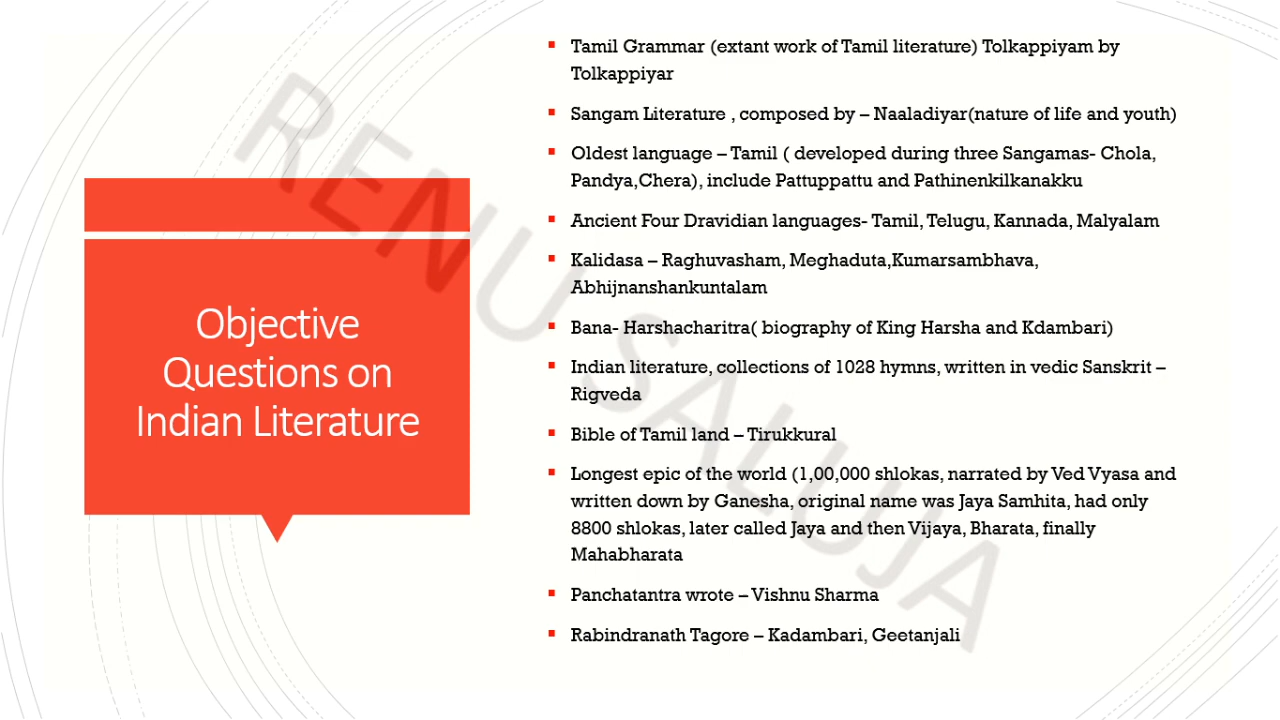 Objective
Questions on
Indian Literature
Tamil Grammar (extant work of Tamil literature) Tolkappiyam by
Tolkappiyar
Sangam Literature , composed by – Naaladiyar(nature of life and youth)
Oldest language – Tamil ( developed during three Sangamas- Chola,
Pandya,Chera), include Pattuppattu and Pathinenkilkanakku
Ancient Four Dravidian languages- Tamil, Telugu, Kannada, Malyalam
Kalidasa – Raghuvasham, Meghaduta,Kumarsambhava,
Abhijnanshankuntalam
Bana- Harshacharitra( biography of King Harsha and Kdambari)
Indian literature, collections of 1028 hymns, written in vedic Sanskrit –
Rigveda
Bible of Tamil land – Tirukkural
Longest epic of the world (1,00,000 shlokas, narrated by Ved Vyasa and
written down by Ganesha, original name was Jaya Samhita, had only
8800 shlokas, later called Jaya and then Vijaya, Bharata, finally
Mahabharata
Panchatantra wrote – Vishnu Sharma
Rabindranath Tagore – Kadambari, Geetanjali
RENU SALUJA